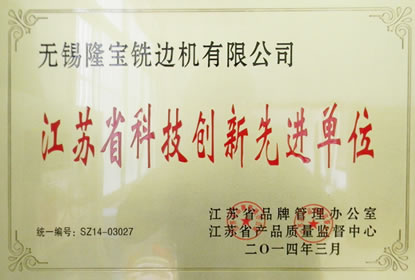 无锡隆宝铣边机有限公司
江苏省科技创新先进单位
江苏省品牌管理办公室
统一编号：SZ14-03027
江苏省产品质量监督中心
二〇一四年三月